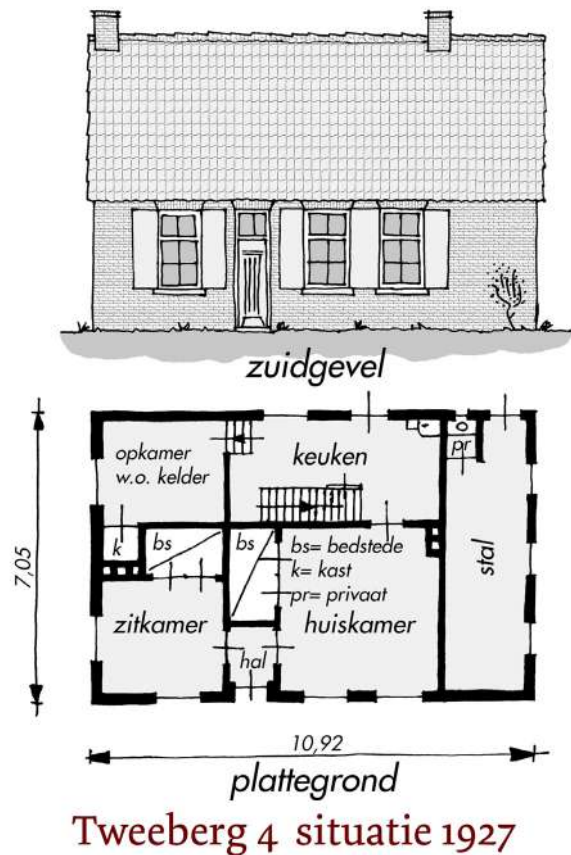 zuidgevel
opkamer
w.o. kelder
keuken
pr
k
bs
bs
bs= bedstede
k= kast
pr= privaat
stal
7,05
zitkamer
huiskamer
hal
10,92
plattegrond
Tweeberg 4 situatie 1927